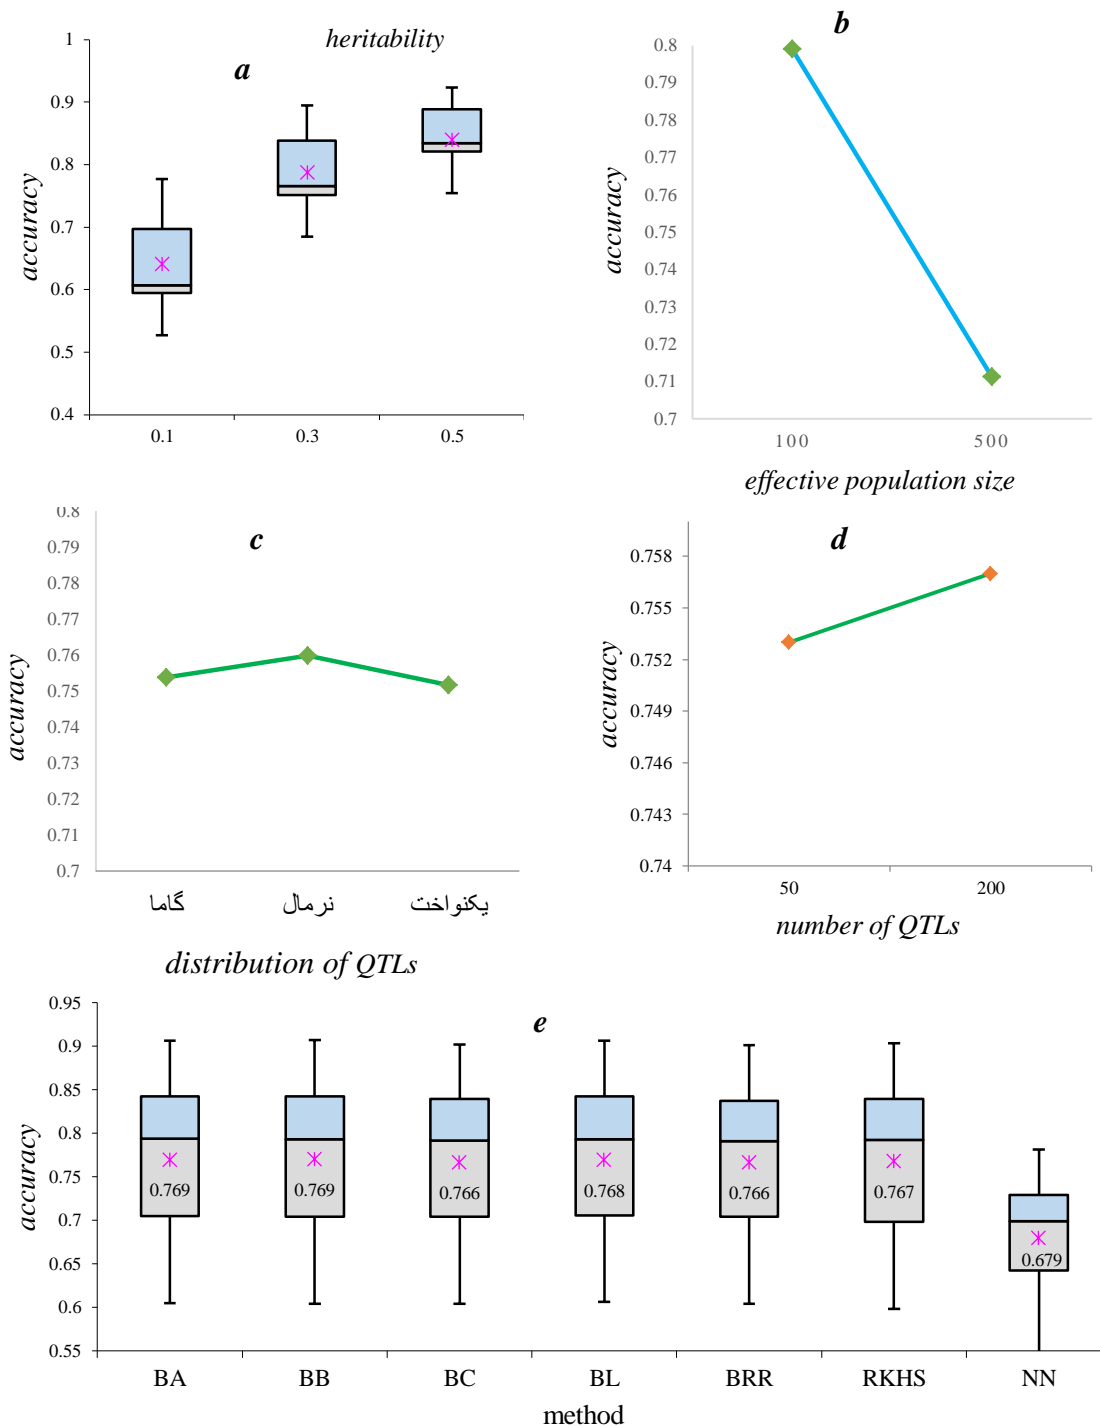 heritability
a
accuracy
1
0.9
0.8
0.7
0.6
0.5
0.4
0.1 0.3 0.5
b
accuracy
0.8
0.79
0.78
0.77
0.76
0.75
0.74
0.73
0.72
0.71
0.7
100 500
effective population size
c
accuracy
0.8
0.79
0.78
0.77
0.76
0.75
0.74
0.73
0.72
0.71
0.7
گاما نرمال یکنواخت
distribution of QTLs
d
accuracy
0.758
0.755
0.752
0.749
0.746
0.743
0.74
50 200
number of QTLs
e
accuracy
0.95
0.9
0.85
0.8
0.75
0.7
0.65
0.6
0.55
0.769 0.769 0.766 0.768 0.766 0.767 0.679
BA BB BC BL BRR RKHS NN
method